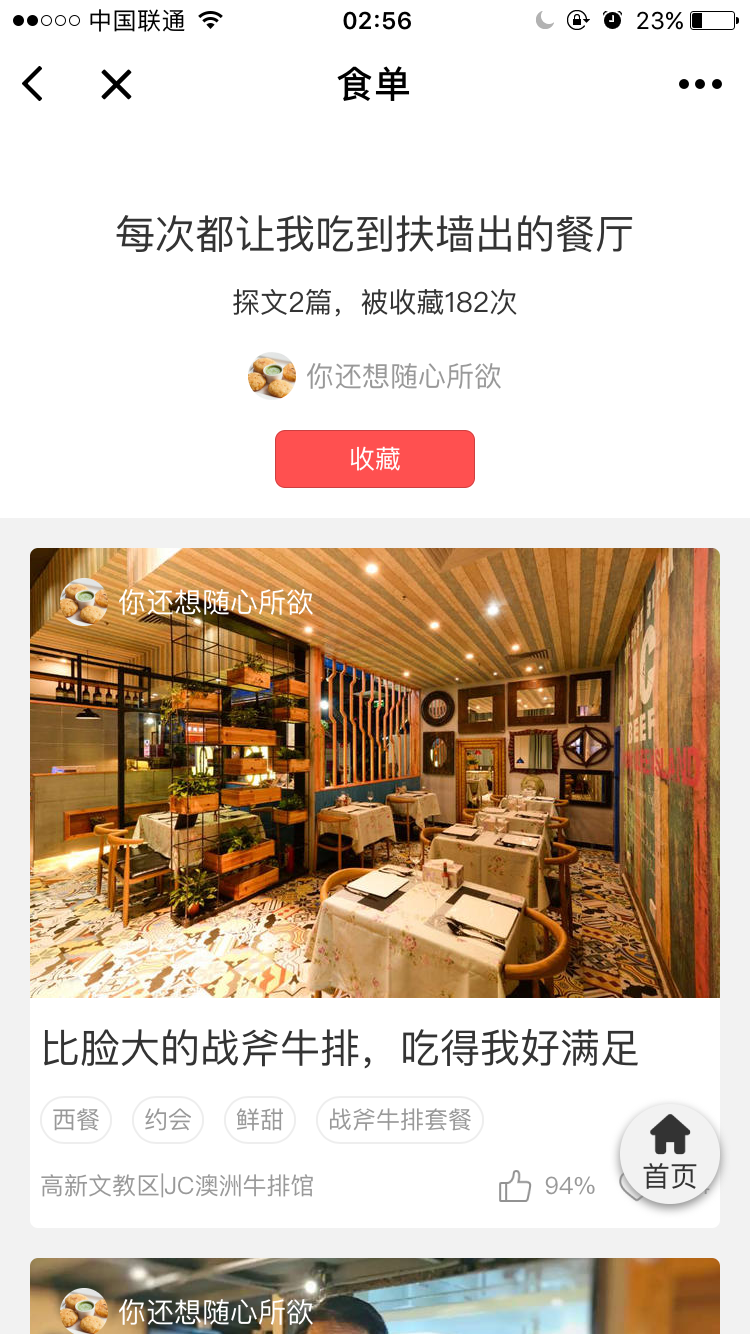 中国联通 02:56 23%
食单
每次都让我吃到扶墙出的餐厅
探文2篇，被收藏182次
你还想随心所欲
收藏
你还想随心所欲
JC
BEEF
比脸大的战斧牛排，吃得我好满足
西餐 约会 鲜甜 战斧牛排套餐
高新文教区|JC澳洲牛排馆 94%
首页
你还想随心所欲